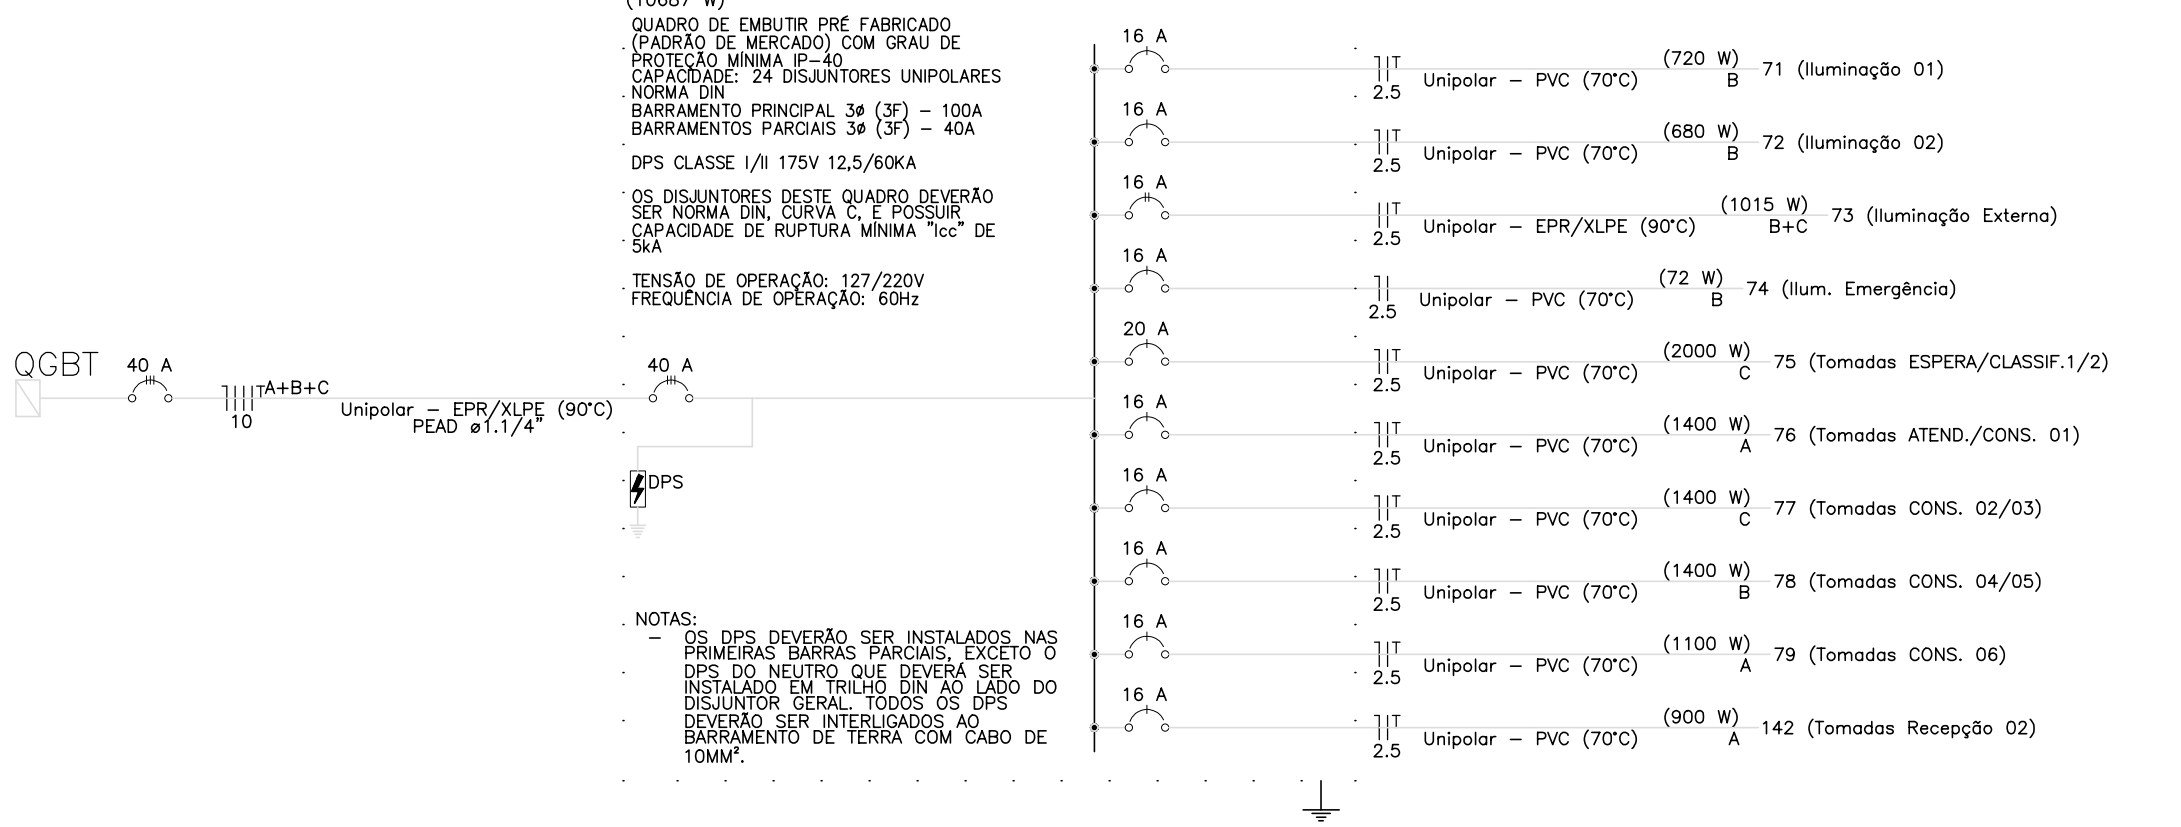 (10687 W)
QUADRO DE EMBUTIR PRÉ FABRICADO
(PADRÃO DE MERCADO) COM GRAU DE
PROTEÇÃO MÍNIMA IP-40
CAPACIDADE: 24 DISJUNTORES UNIPOLARES
NORMA DIN
BARRAMENTO PRINCIPAL 3ø (3F) - 100A
BARRAMENTOS PARCIAIS 3ø (3F) - 40A
DPS CLASSE I/II 175V 12,5/60KA
OS DISJUNTORES DESTE QUADRO DEVERÃO
SER NORMA DIN, CURVA C, E POSSUIR
CAPACIDADE DE RUPTURA MÍNIMA "Icc" DE
5kA
TENSÃO DE OPERAÇÃO: 127/220V
FREQUÊNCIA DE OPERAÇÃO: 60Hz
QGBT
40 A
A+B+C
10
Unipolar - EPR/XLPE (90°C)
PEAD ø1.1/4"
40 A
DPS
NOTAS:
- OS DPS DEVERÃO SER INSTALADOS NAS
PRIMEIRAS BARRAS PARCIAIS, EXCETO O
DPS DO NEUTRO QUE DEVERÁ SER
INSTALADO EM TRILHO DIN AO LADO DO
DISJUNTOR GERAL. TODOS OS DPS
DEVERÃO SER INTERLIGADOS AO
BARRAMENTO DE TERRA COM CABO DE
10MM².
16 A
2.5
Unipolar - PVC (70°C)
(720 W)
B
71 (Iluminação 01)
16 A
2.5
Unipolar - PVC (70°C)
(680 W)
B
72 (Iluminação 02)
16 A
2.5
Unipolar - EPR/XLPE (90°C)
(1015 W)
B+C
73 (Iluminação Externa)
16 A
2.5
Unipolar - PVC (70°C)
(72 W)
B
74 (Ilum. Emergência)
20 A
2.5
Unipolar - PVC (70°C)
(2000 W)
C
75 (Tomadas ESPERA/CLASSIF.1/2)
16 A
2.5
Unipolar - PVC (70°C)
(1400 W)
A
76 (Tomadas ATEND./CONS. 01)
16 A
2.5
Unipolar - PVC (70°C)
(1400 W)
C
77 (Tomadas CONS. 02/03)
16 A
2.5
Unipolar - PVC (70°C)
(1400 W)
B
78 (Tomadas CONS. 04/05)
16 A
2.5
Unipolar - PVC (70°C)
(1100 W)
A
79 (Tomadas CONS. 06)
16 A
2.5
Unipolar - PVC (70°C)
(900 W)
A
142 (Tomadas Recepção 02)